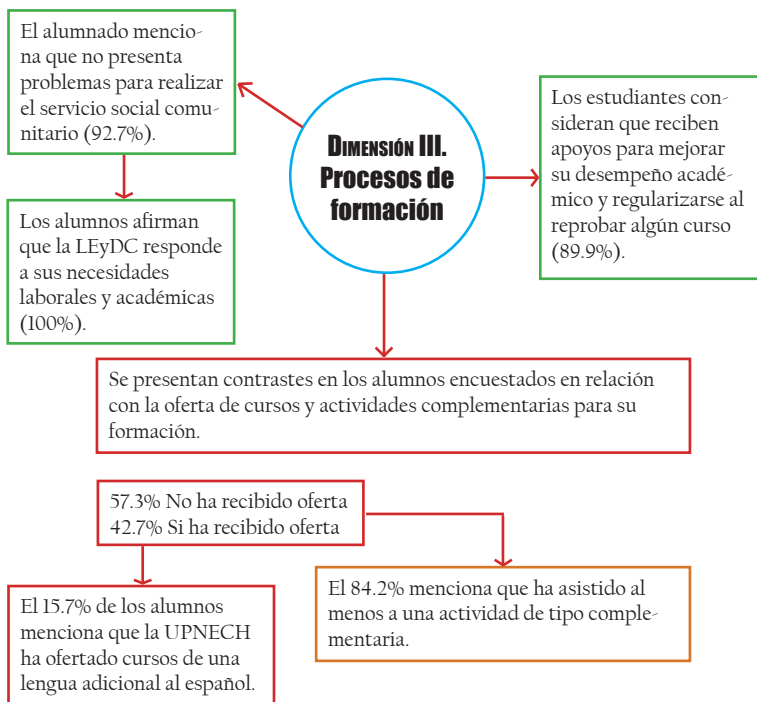 El alumnado mencio-
na que no presenta
problemas para realizar
el servicio social comu-
nitario (92.7%).
Dimensión III.
Procesos de
formación
Los estudiantes con-
sideran que reciben
apoyos para mejorar
su desempeño acadé-
mico y regularizarse al
reprobar algún curso
(89.9%).
Los alumnos afirman
que la LEyDC responde
a sus necesidades
laborales y académicas
(100%).
Se presentan contrastes en los alumnos encuestados en relación
con la oferta de cursos y actividades complementarias para su
formación.
57.3% No ha recibido oferta
42.7% Si ha recibido oferta
El 15.7% de los alumnos
menciona que la UPNECH
ha ofertado cursos de una
lengua adicional al español.
El 84.2% menciona que ha asistido al
menos a una actividad de tipo comple-
mentaria.